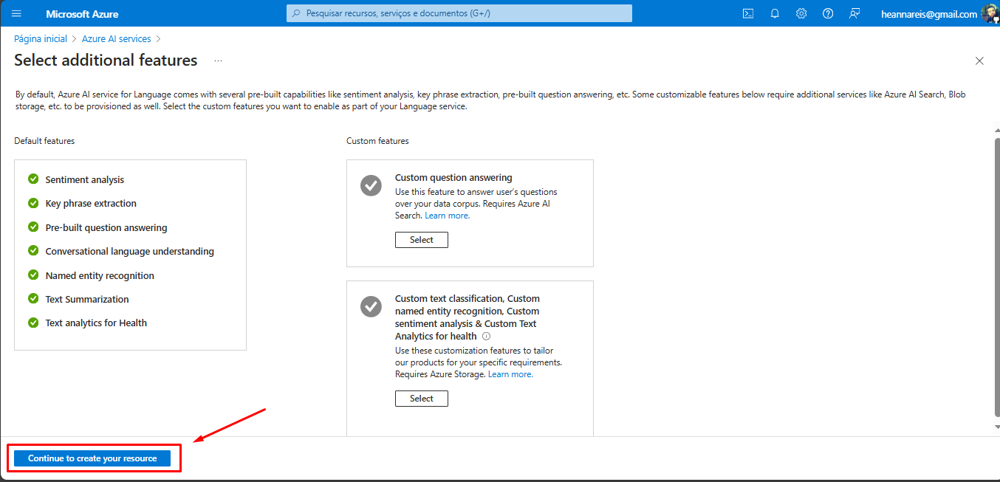 Microsoft Azure
Pesquisar recursos, serviços e documentos (G+/)
heannareis@gmail.com
Página inicial > Azure AI services >
Select additional features ...
By default, Azure AI service for Language comes with several pre-built capabilities like sentiment analysis, key phrase extraction, pre-built question answering, etc. Some customizable features below require additional services like Azure AI Search, Blob
storage, etc. to be provisioned as well. Select the custom features you want to enable as part of your Language service.
Default features
Sentiment analysis
Key phrase extraction
Pre-built question answering
Conversational language understanding
Named entity recognition
Text Summarization
Text analytics for Health
Custom features
Custom question answering
Use this feature to answer user's questions
over your data corpus. Requires Azure AI
Search. Learn more.
Select
Custom text classification, Custom
named entity recognition, Custom
sentiment analysis & Custom Text
Analytics for health
Use these customization features to tailor
our products for your specific requirements.
Requires Azure Storage. Learn more.
Select
Continue to create your resource